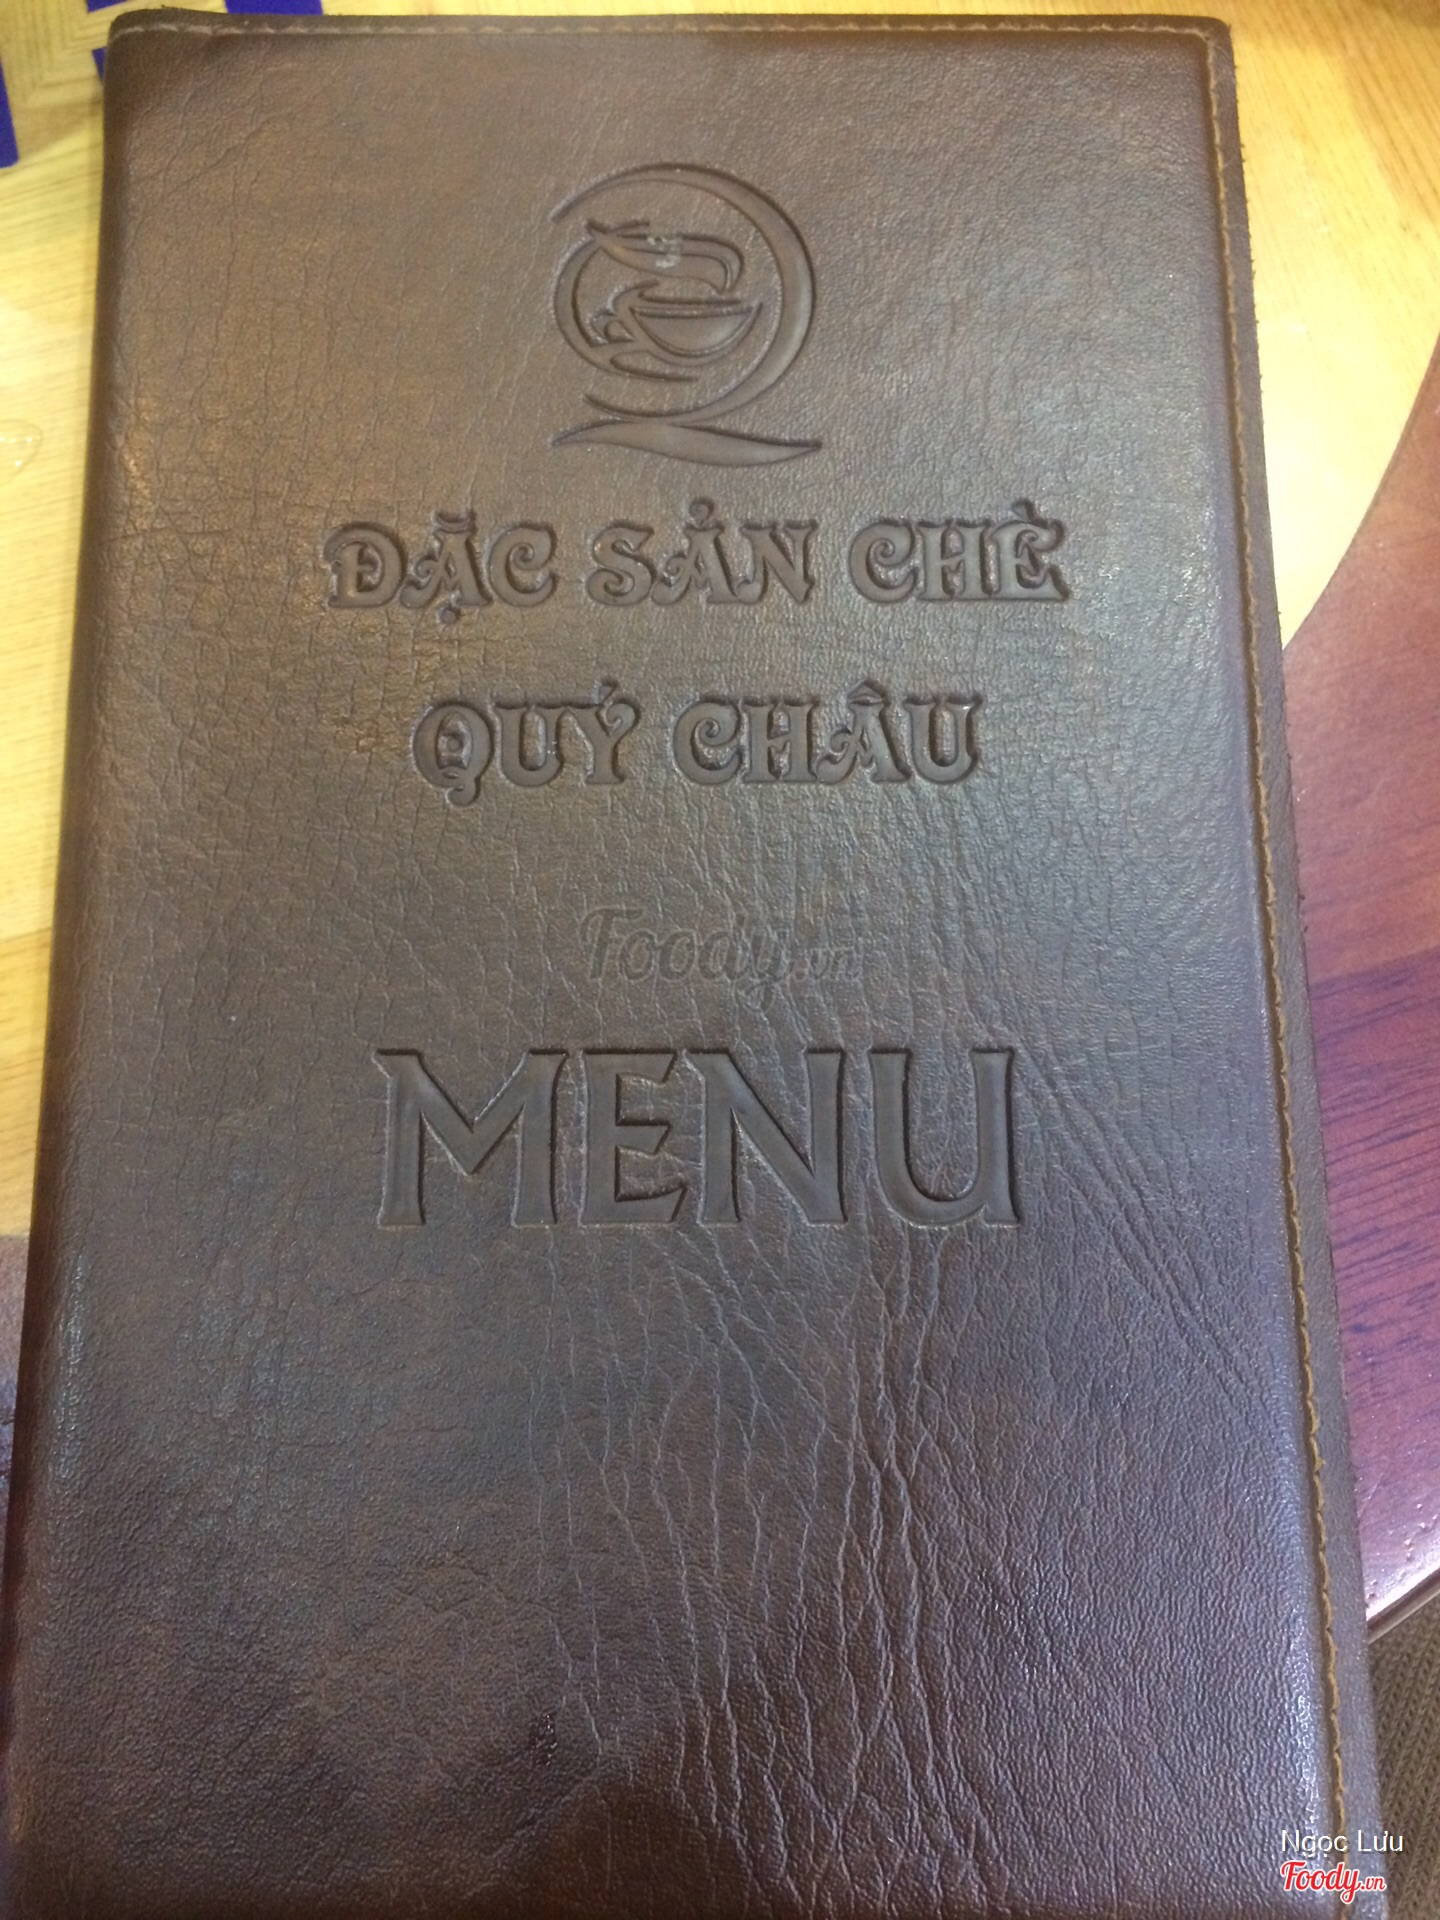 ĐẶC SẢN CHÈ
QUÝ CHÂU
Foody.vn
MENU
Ngọc Lưu
Foody.vn